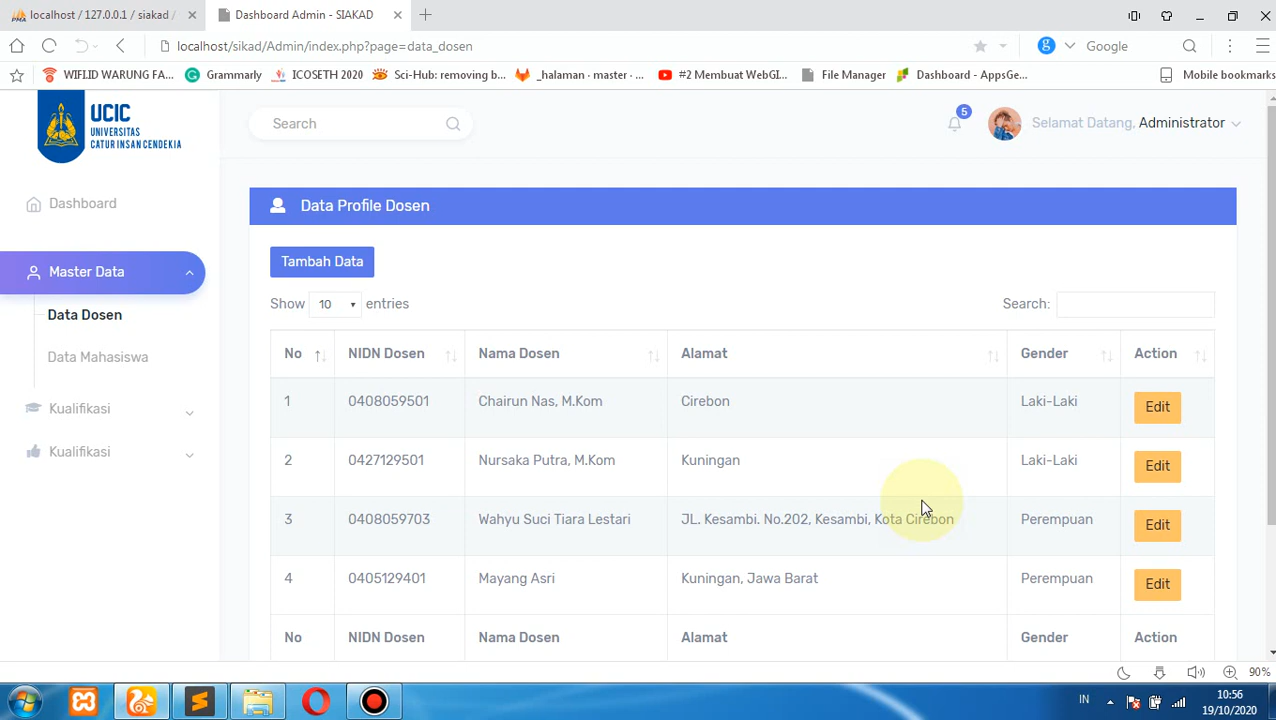 localhost / 127.0.0.1 / siakad /
Dashboard Admin - SIAKAD
localhost/sikad/Admin/index.php?page=data_dosen
Google
WIFI.ID WARUNG FA...
Grammarly
ICOSETH 2020
Sci-Hub: removing b...
_halaman · master · ...
#2 Membuat WebGI...
File Manager
Dashboard - AppsGe...
Mobile bookmarks
UCIC
UNIVERSITAS
CATUR INSAN CENDEKIA
Search
5
Selamat Datang, Administrator
Dashboard
Master Data
Data Dosen
Data Mahasiswa
Kualifikasi
Kualifikasi
Data Profile Dosen
Tambah Data
Show 10 entries
Search:
No NIDN Dosen Nama Dosen Alamat Gender Action
1 0408059501 Chairun Nas, M.Kom Cirebon Laki-Laki Edit
2 0427129501 Nursaka Putra, M.Kom Kuningan Laki-Laki Edit
3 0408059703 Wahyu Suci Tiara Lestari JL. Kesambi. No.202, Kesambi, Kota Cirebon Perempuan Edit
4 0405129401 Mayang Asri Kuningan, Jawa Barat Perempuan Edit
No NIDN Dosen Nama Dosen Alamat Gender Action
90%
IN
10:56
19/10/2020